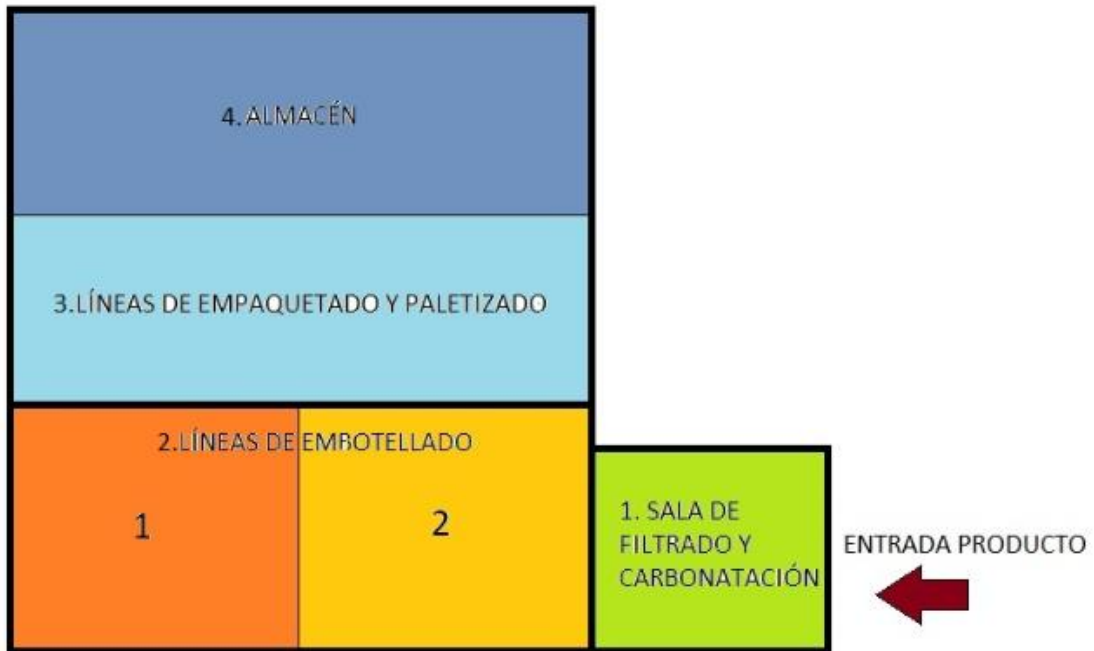 4. ALMACÉN
3.LÍNEAS DE EMPAQUETADO Y PALETIZADO
2.LÍNEAS DE EMBOTELLADO
1
2
1. SALA DE
FILTRADO Y
CARBONATACIÓN
ENTRADA PRODUCTO